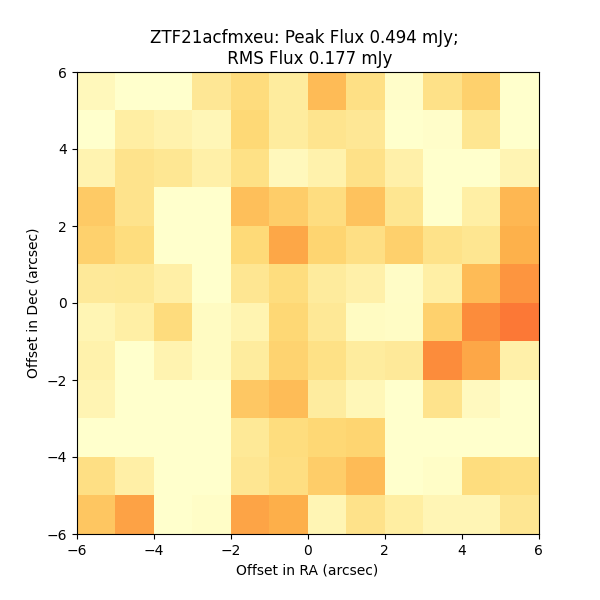 ZTF21acfmxeu: Peak Flux 0.494 mJy;
RMS Flux 0.177 mJy
6
4
2
0
−2
−4
−6
Offset in Dec (arcsec)
−6 −4 −2 0 2 4 6
Offset in RA (arcsec)